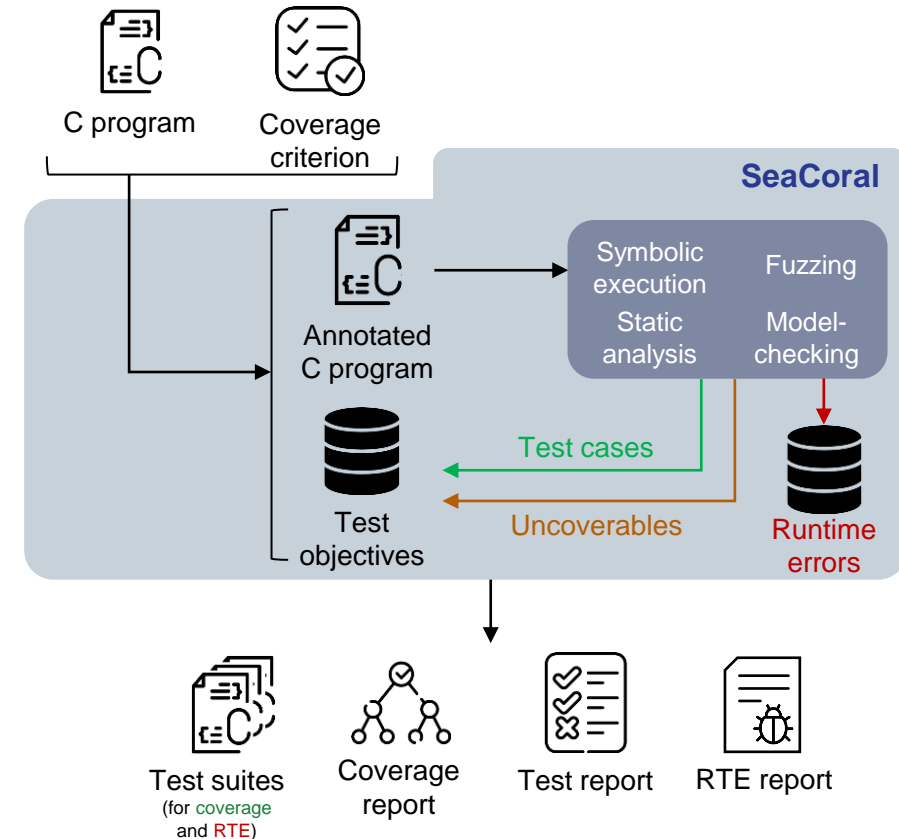 C program
Coverage
criterion
SeaCoral
Annotated
C program
Symbolic
execution
Fuzzing
Static
analysis
Model-
checking
Test cases
Uncoverables
Test
objectives
Runtime
errors
Test suites
(for coverage
and RTE)
Coverage
report
Test report
RTE report